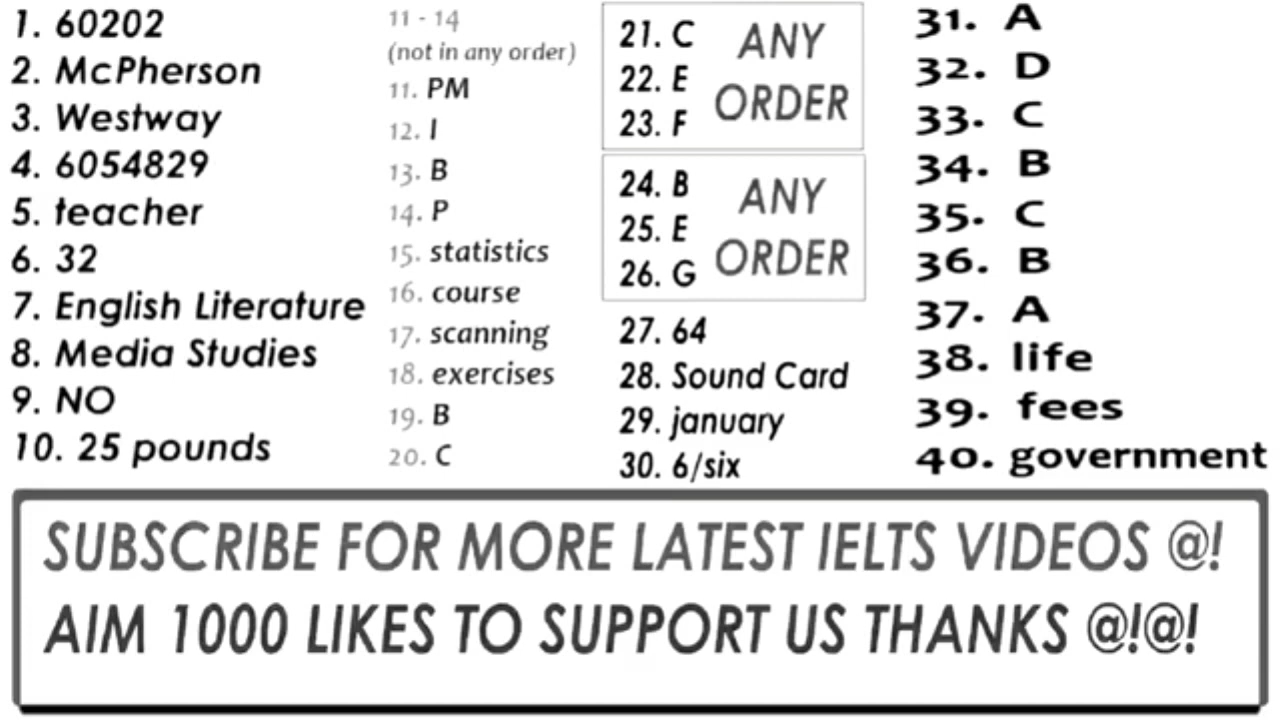 1. 60202
2. McPherson
3. Westway
4. 6054829
5. teacher
6. 32
7. English Literature
8. Media Studies
9. NO
10. 25 pounds
11 - 14
(not in any order)
11. PM
12. I
13. B
14. P
15. statistics
16. course
17. scanning
18. exercises
19. B
20. C
21. C
22. E
23. F
ANY
ORDER
24. B
25. E
26. G
ANY
ORDER
27. 64
28. Sound Card
29. january
30. 6/six
31. A
32. D
33. C
34. B
35. C
36. B
37. A
38. life
39. fees
40. government
SUBSCRIBE FOR MORE LATEST IELTS VIDEOS @!
AIM 1000 LIKES TO SUPPORT US THANKS @!@!